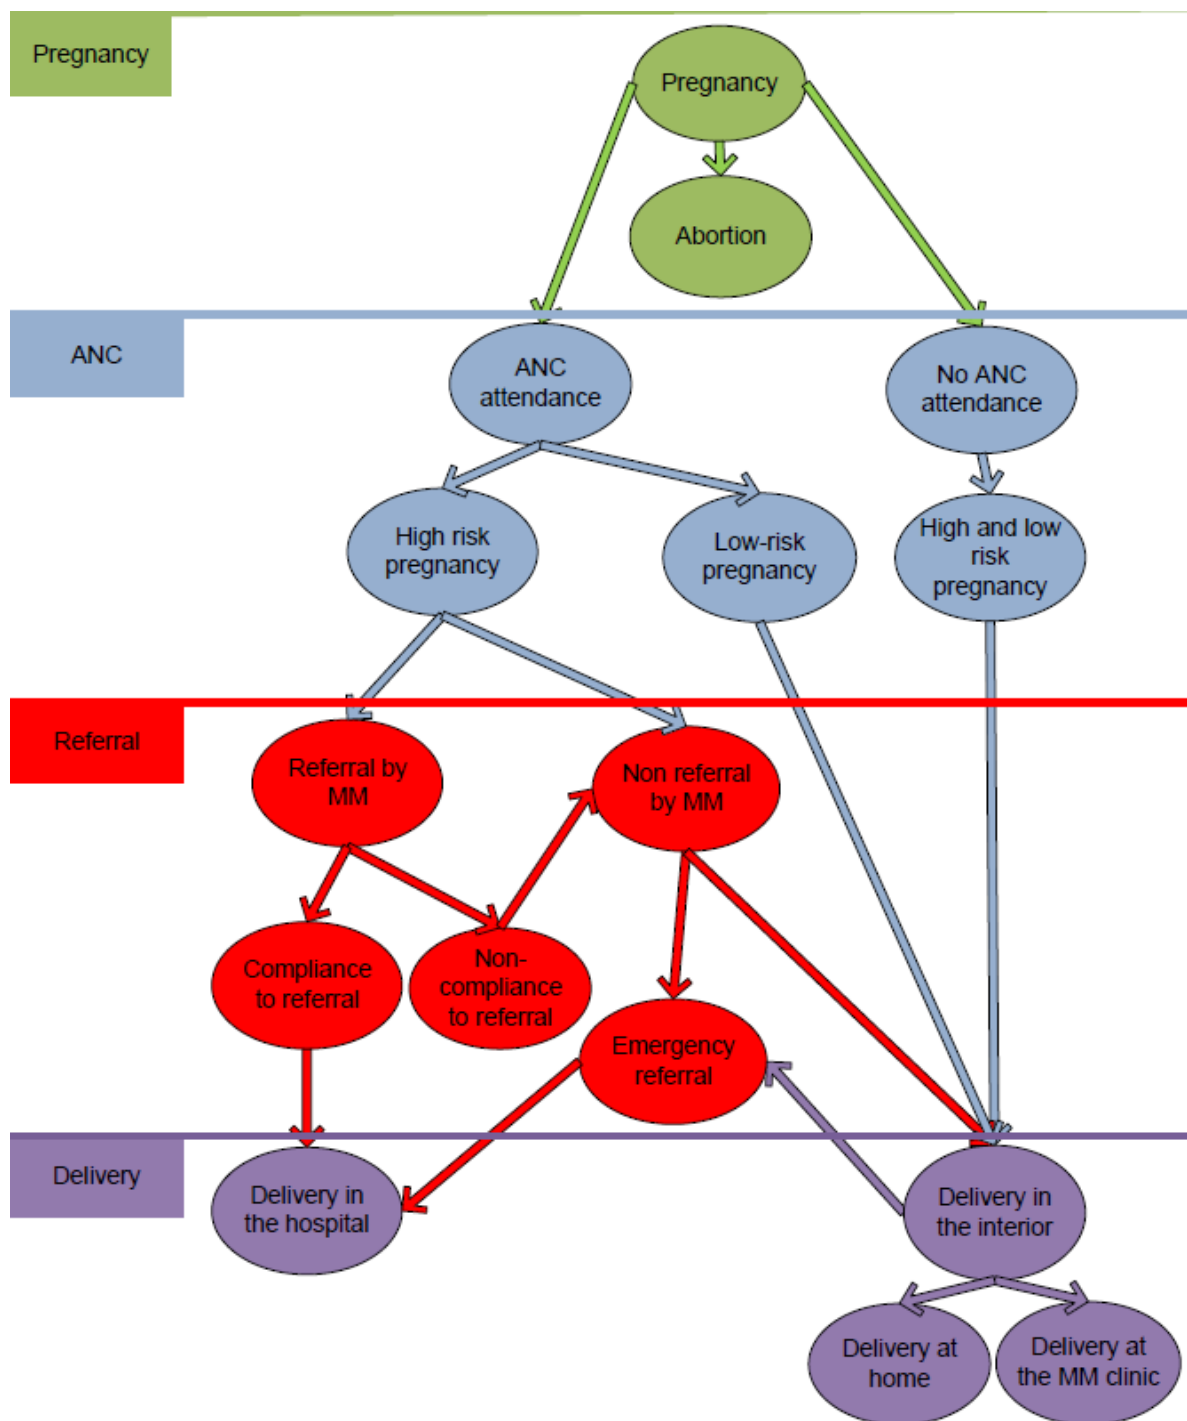 Pregnancy
Pregnancy
Abortion
ANC
ANC
attendance
No ANC
attendance
High risk
pregnancy
Low-risk
pregnancy
High and low
risk
pregnancy
Referral
Referral by
MM
Non referral
by MM
Compliance
to referral
Non-
compliance
to referral
Emergency
referral
Delivery
Delivery in
the hospital
Delivery in
the interior
Delivery at
home
Delivery at
the MM clinic